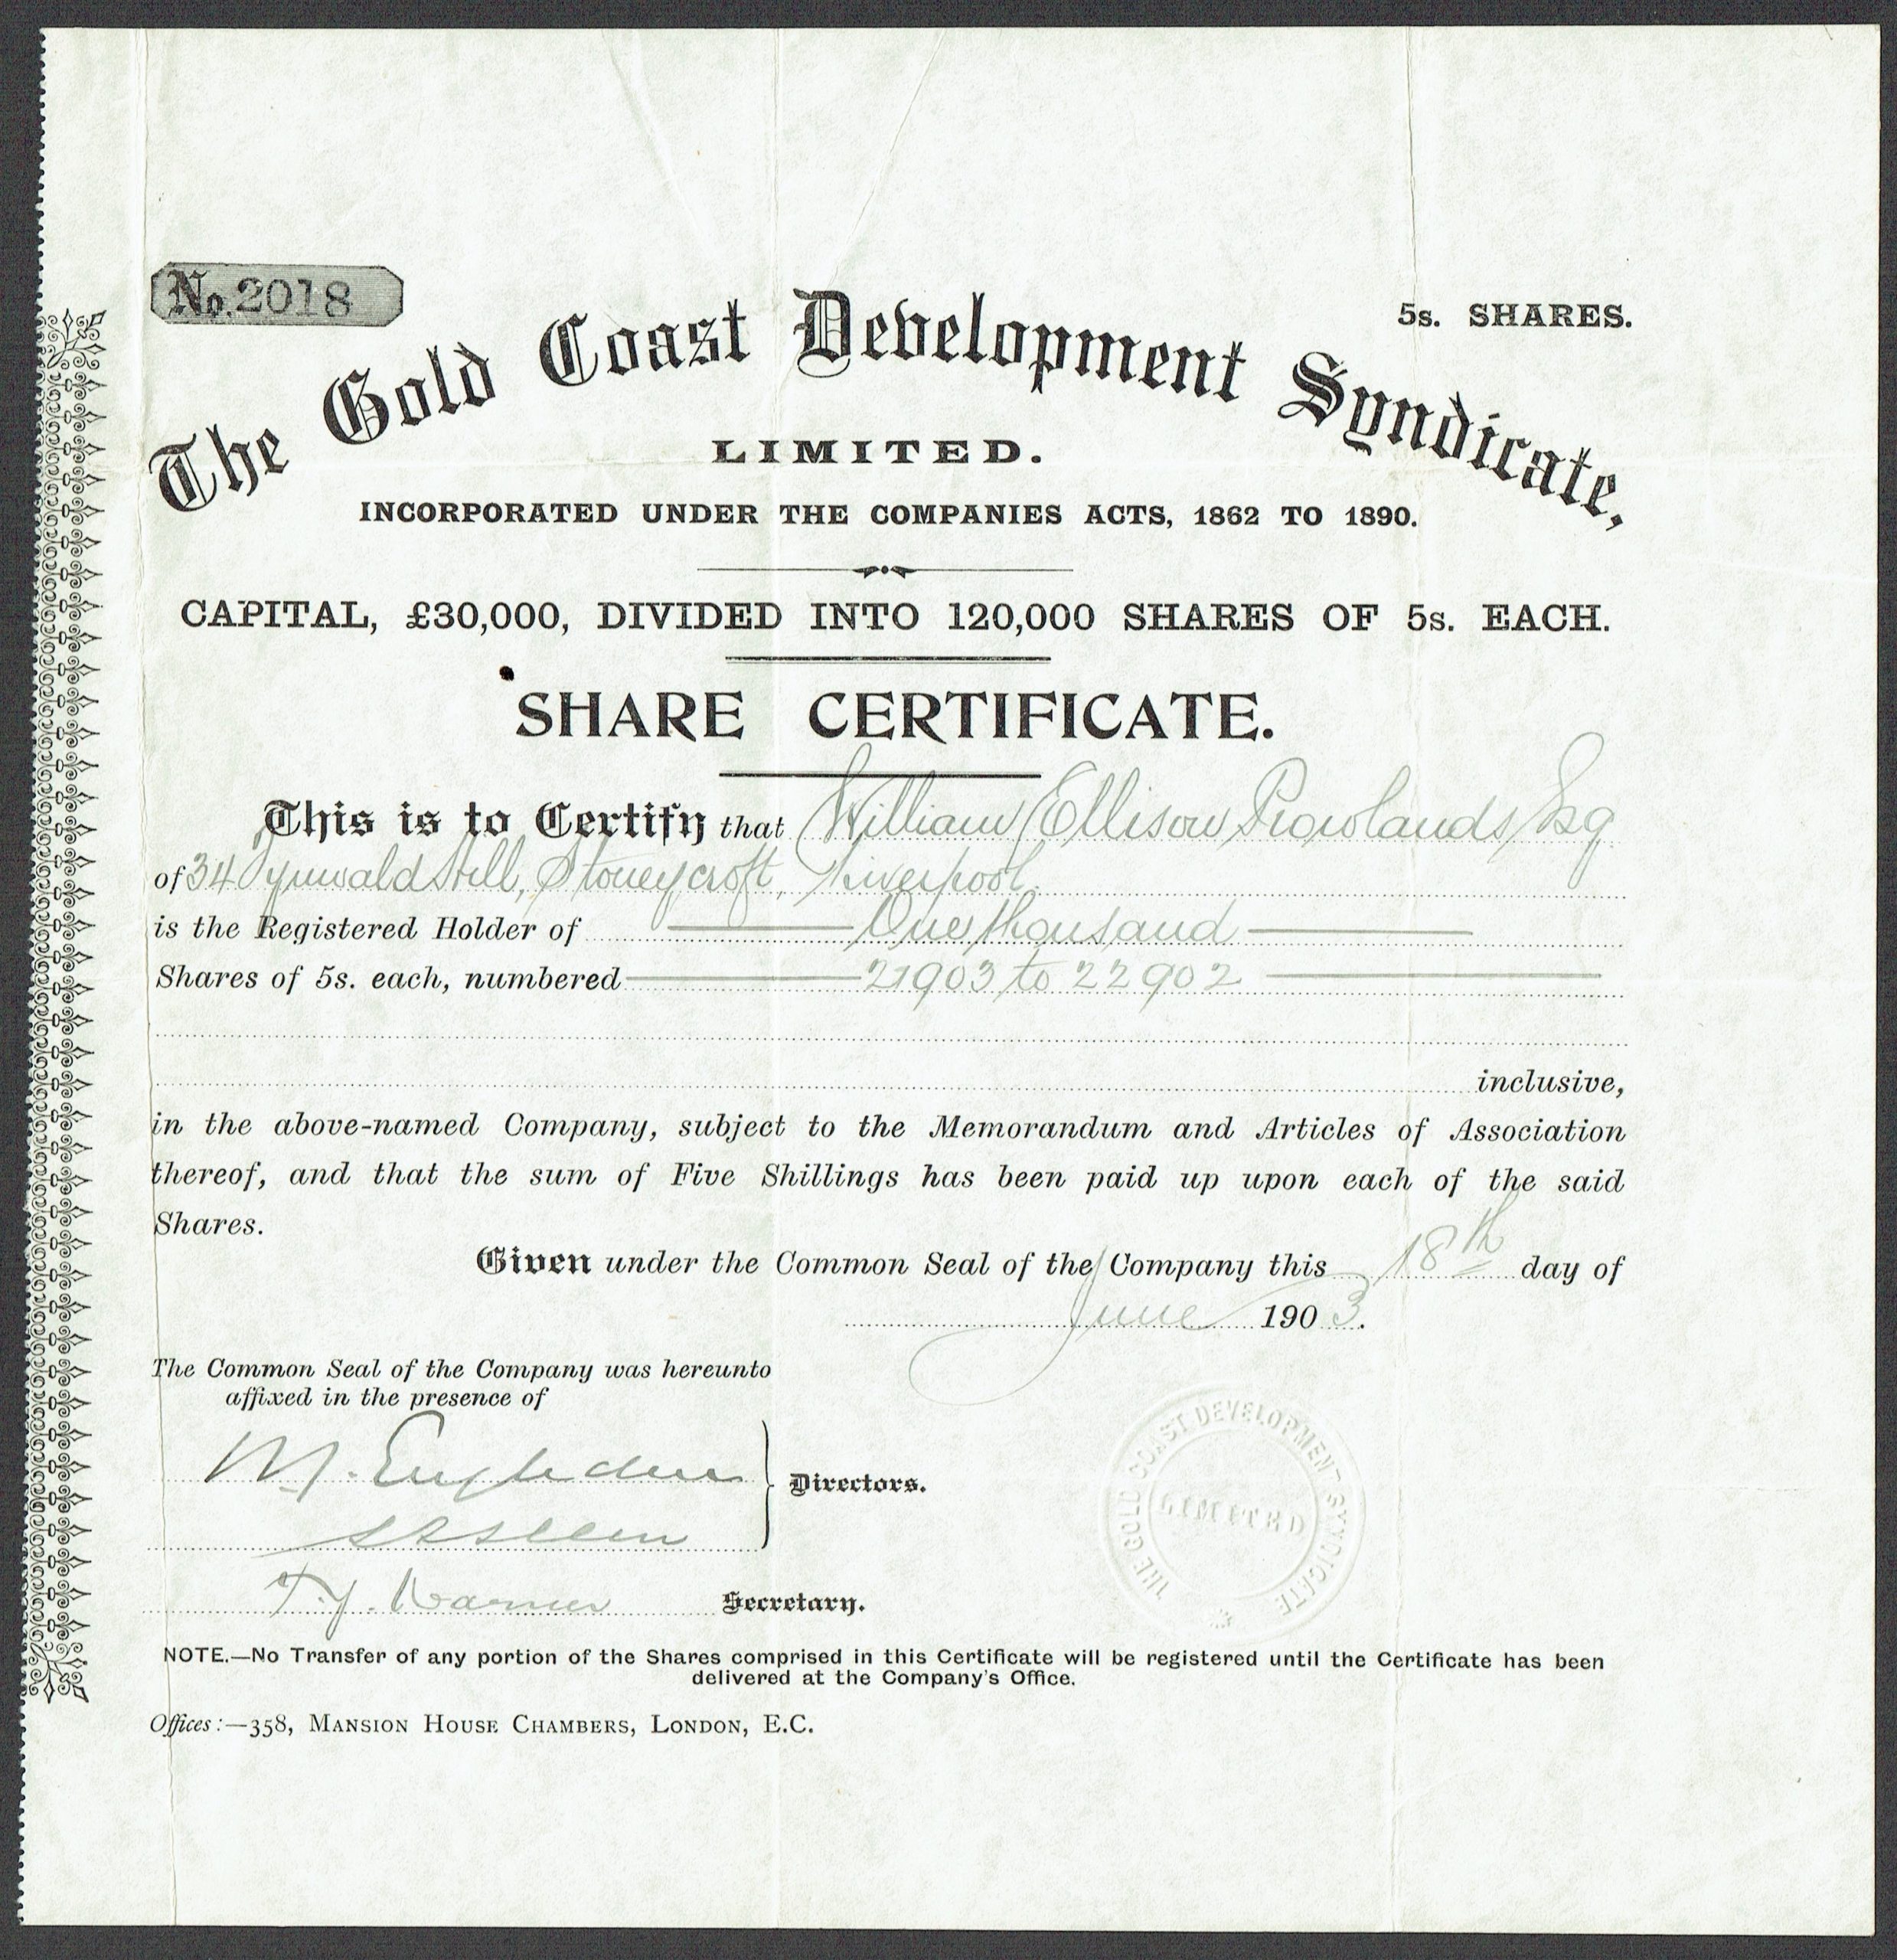 No. 2018
5s. SHARES.
The Gold Coast Development Syndicate,
LIMITED.
INCORPORATED UNDER THE COMPANIES ACTS, 1862 TO 1890.
CAPITAL, £30,000, DIVIDED INTO 120,000 SHARES OF 5s. EACH.
SHARE CERTIFICATE.
This is to Certify that William Ellison Rowlands Esq
of 34 Tynwald Hill, Stoneycroft, Liverpool.
is the Registered Holder of One thousand
Shares of 5s. each, numbered 21903 to 22902
inclusive,
in the above-named Company, subject to the Memorandum and Articles of Association
thereof, and that the sum of Five Shillings has been paid up upon each of the said
Shares.
Given under the Common Seal of the Company this 18th day of
June 1903.
The Common Seal of the Company was hereunto
affixed in the presence of
M.
Directors.
T. J. Warner Secretary.
THE GOLD COAST DEVELOPMENT SYNDICATE
LIMITED
NOTE.—No Transfer of any portion of the Shares comprised in this Certificate will be registered until the Certificate has been
delivered at the Company's Office.
Offices:—358, MANSION HOUSE CHAMBERS, LONDON, E.C.